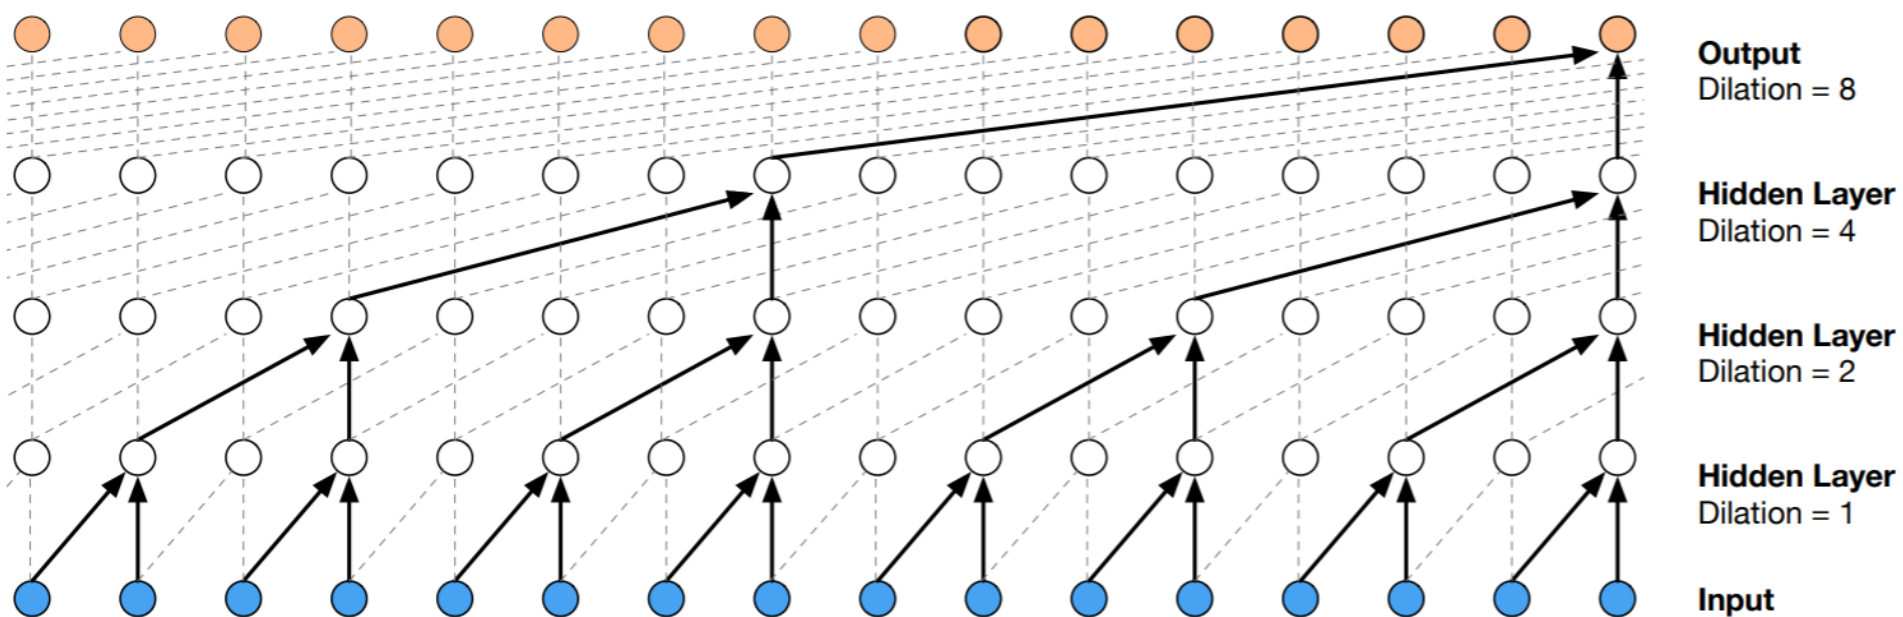 Output
Dilation = 8
Hidden Layer
Dilation = 4
Hidden Layer
Dilation = 2
Hidden Layer
Dilation = 1
Input